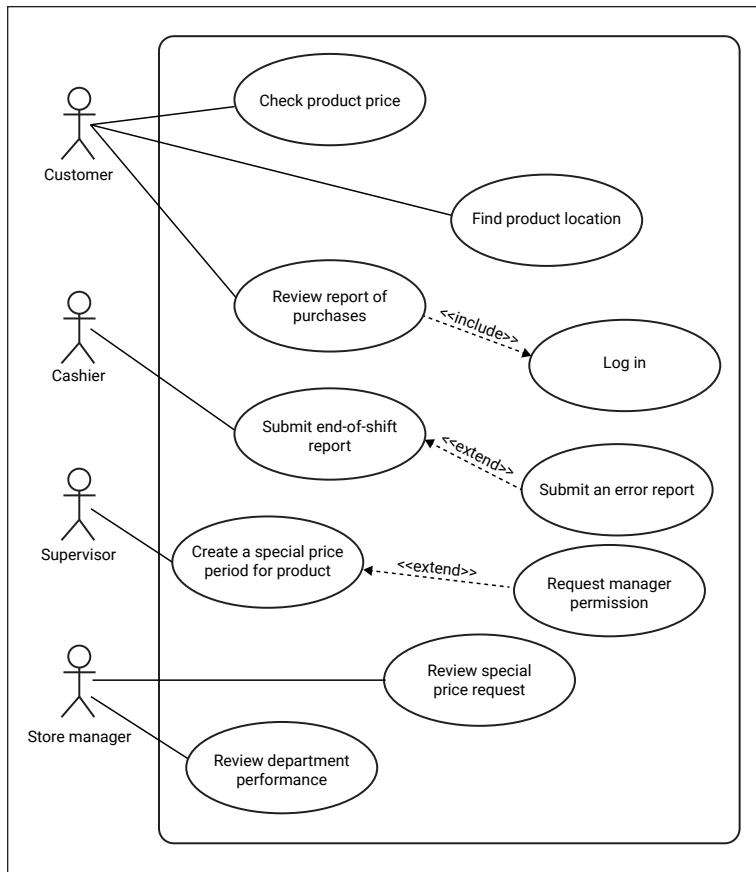 Check product price
Customer
Find product location
Review report of
purchases
<<include>>
Log in
Cashier
Submit end-of-shift
report
<<extend>>
Submit an error report
Supervisor
Create a special price
period for product
<<extend>>
Request manager
permission
Review special
price request
Store manager
Review department
performance